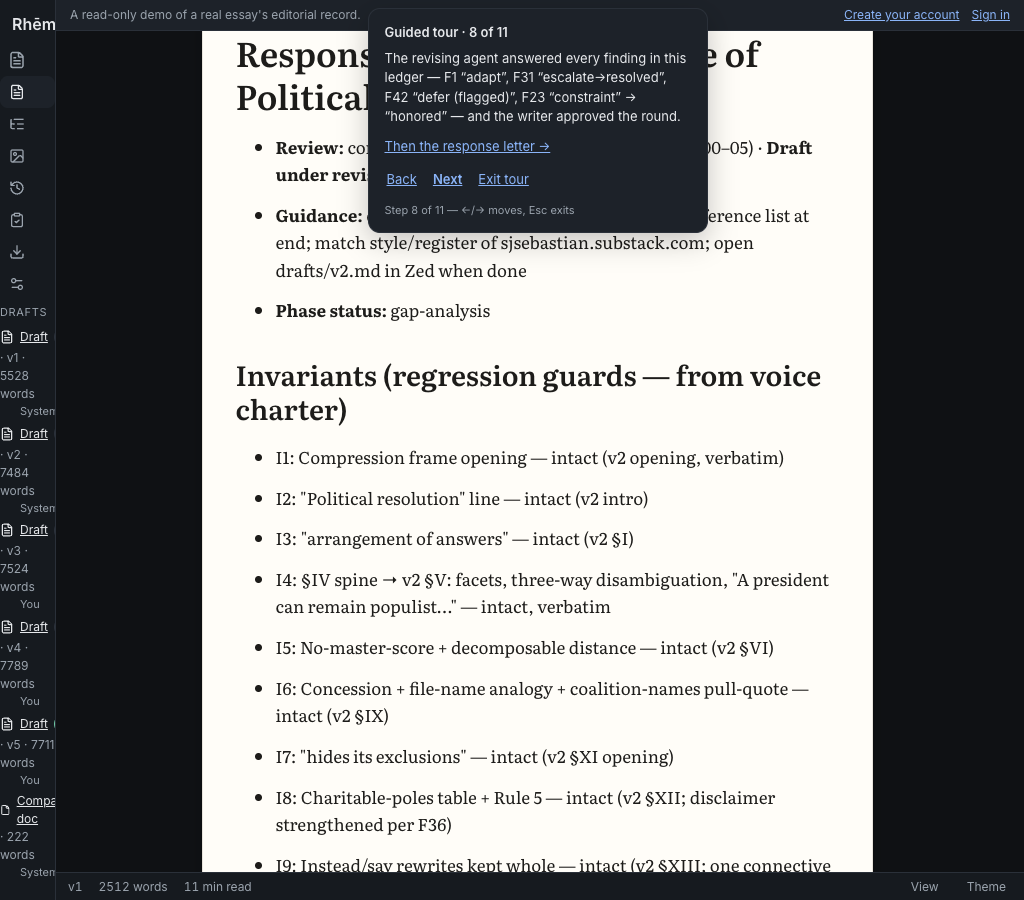 Rhēm
A read-only demo of a real essay's editorial record.
Create your account
Sign in
Guided tour · 8 of 11
The revising agent answered every finding in this
ledger — F1 “adapt”, F31 “escalate→resolved”,
F42 “defer (flagged)”, F23 “constraint” →
“honored” — and the writer approved the round.
Then the response letter →
Back Next Exit tour
Step 8 of 11 — ←/→ moves, Esc exits
DRAFTS
Draft
· v1 ·
5528
words
System
Draft
· v2 ·
7484
words
System
Draft
· v3 ·
7524
words
You
Draft
· v4 ·
7789
words
You
Draft
· v5 · 7711
words
You
Compa
doc
· 222
words
System
Respons e of
Political
Review: 00–05) · Draft
under revi
Guidance: erence list at
end; match style/register of sjsebastian.substack.com; open
drafts/v2.md in Zed when done
Phase status: gap-analysis
Invariants (regression guards — from voice
charter)
I1: Compression frame opening — intact (v2 opening, verbatim)
I2: "Political resolution" line — intact (v2 intro)
I3: "arrangement of answers" — intact (v2 §I)
I4: §IV spine → v2 §V: facets, three-way disambiguation, "A president
can remain populist…" — intact, verbatim
I5: No-master-score + decomposable distance — intact (v2 §VI)
I6: Concession + file-name analogy + coalition-names pull-quote —
intact (v2 §IX)
I7: "hides its exclusions" — intact (v2 §XI opening)
I8: Charitable-poles table + Rule 5 — intact (v2 §XII; disclaimer
strengthened per F36)
I9: Instead/say rewrites kept whole — intact (v2 §XIII; one connective
v1 2512 words 11 min read
View Theme